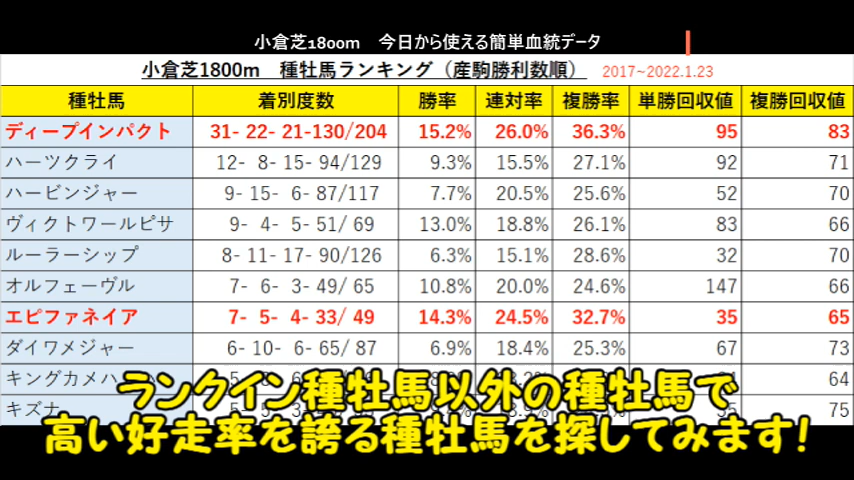 小倉芝1800m 今日から使える簡単血統データ
小倉芝1800m 種牡馬ランキング（産駒勝利数順） 2017~2022.1.23
種牡馬 着別度数 勝率 連対率 複勝率 単勝回収値 複勝回収値
ディープインパクト 31- 22- 21-130/204 15.2% 26.0% 36.3% 95 83
ハーツクライ 12- 8- 15- 94/129 9.3% 15.5% 27.1% 92 71
ハービンジャー 9- 15- 6- 87/117 7.7% 20.5% 25.6% 52 70
ヴィクトワールピサ 9- 4- 5- 51/ 69 13.0% 18.8% 26.1% 83 66
ルーラーシップ 8- 11- 17- 90/126 6.3% 15.1% 28.6% 32 70
オルフェーヴル 7- 6- 3- 49/ 65 10.8% 20.0% 24.6% 147 66
エピファネイア 7- 5- 4- 33/ 49 14.3% 24.5% 32.7% 35 65
ダイワメジャー 6- 10- 6- 65/ 87 6.9% 18.4% 25.3% 67 73
キングカメハ 64
キズナ 75
ランクイン種牡馬以外の種牡馬で
高い好走率を誇る種牡馬を探してみます!